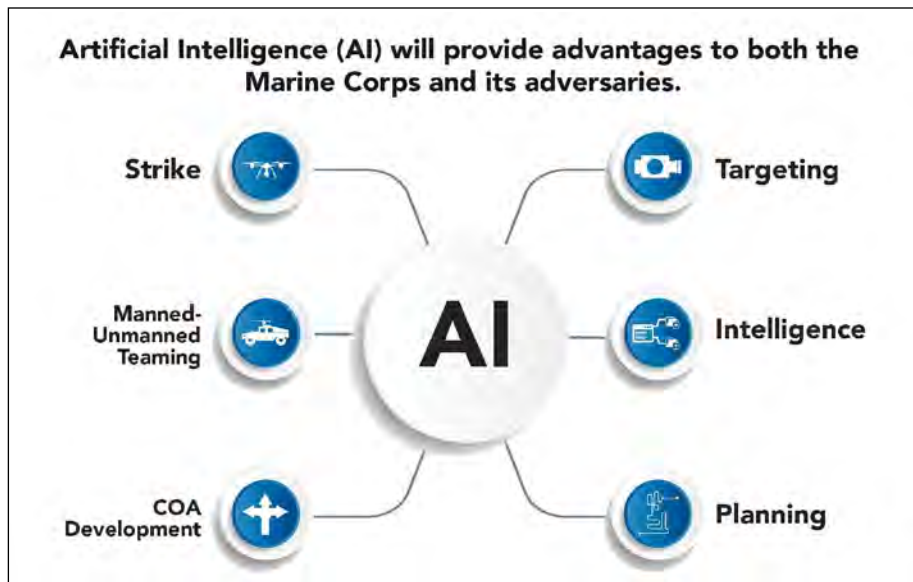 Artificial Intelligence (AI) will provide advantages to both the
Marine Corps and its adversaries.
Strike
Targeting
Manned-
Unmanned
Teaming
AI
Intelligence
COA
Development
Planning